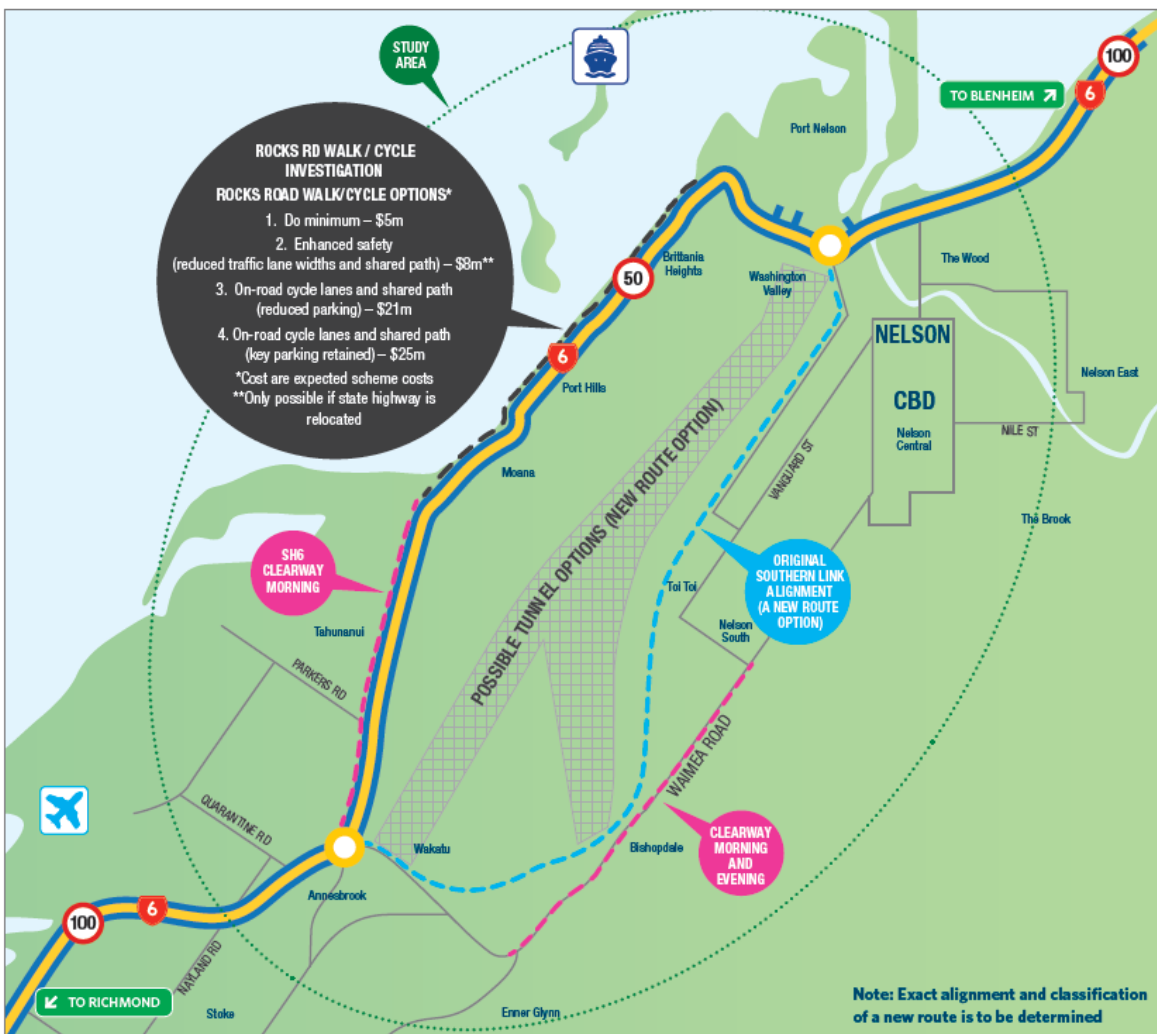 STUDY
AREA
100
TO BLENHEIM
6
Port Nelson
ROCKS RD WALK / CYCLE
INVESTIGATION
ROCKS ROAD WALK/CYCLE OPTIONS*
1. Do minimum – $5m
2. Enhanced safety
(reduced traffic lane widths and shared path) – $8m**
3. On-road cycle lanes and shared path
(reduced parking) – $21m
4. On-road cycle lanes and shared path
(key parking retained) – $25m
*Cost are expected scheme costs
**Only possible if state highway is
relocated
Brittania
Heights
50
Washington
Valley
The Wood
NELSON
CBD
Nelson
Central
Nelson East
NILE ST
6
Port Hills
Moana
VANGUARD ST
The Brook
POSSIBLE TUNNEL OPTIONS (NEW ROUTE OPTION)
SH6
CLEARWAY
MORNING
ORIGINAL
SOUTHERN LINK
ALIGNMENT
(A NEW ROUTE
OPTION)
Toi Toi
Nelson
South
Tahunanui
PARKERS RD
WAIMEA ROAD
QUARANTINE RD
Wakatu
Bishopdale
CLEARWAY
MORNING
AND
EVENING
Annesbrook
100
6
NAYLAND RD
TO RICHMOND
Stoke
Enner Glynn
Note: Exact alignment and classification
of a new route is to be determined